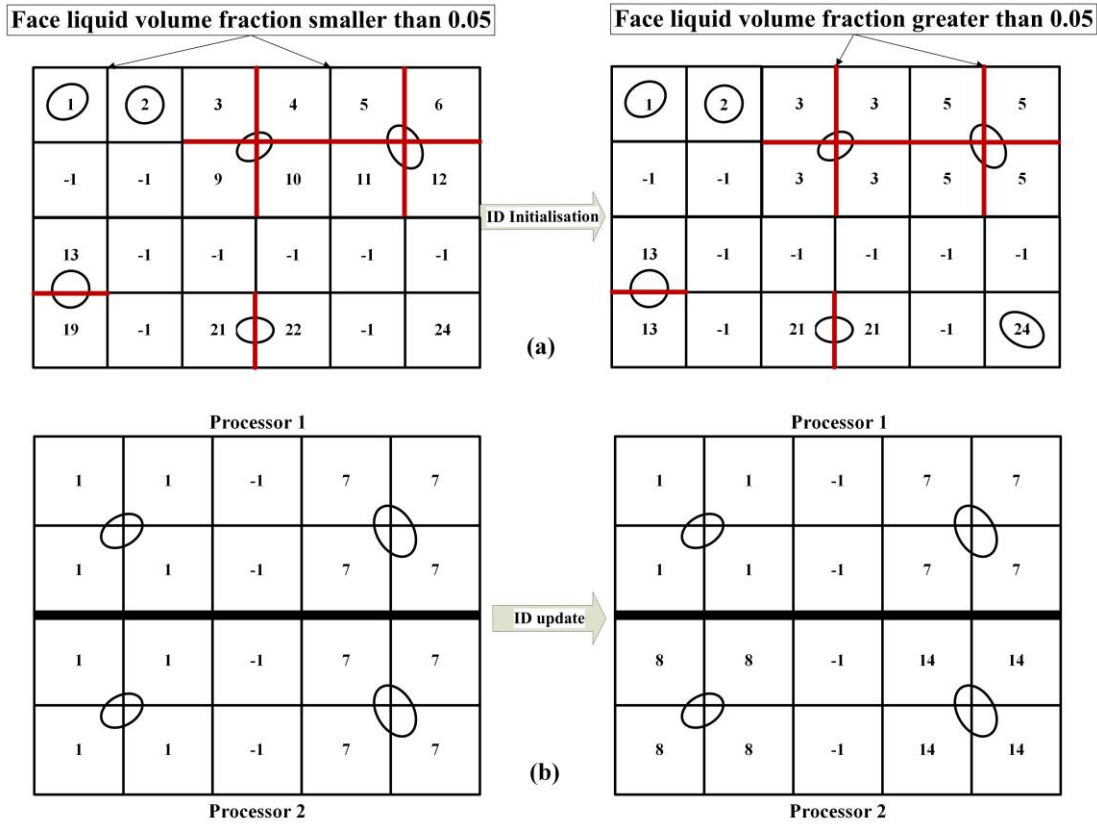 Face liquid volume fraction smaller than 0.05
Face liquid volume fraction greater than 0.05
1 2 3 4 5 6
-1 -1 9 10 11 12
13 -1 -1 -1 -1 -1
19 -1 21 22 -1 24
ID Initialisation
1 2 3 3 5 5
-1 -1 3 3 5 5
13 -1 -1 -1 -1 -1
13 -1 21 21 -1 24
(a)
Processor 1
1 1 -1 7 7
1 1 -1 7 7
1 1 -1 7 7
1 1 -1 7 7
Processor 2
ID update
Processor 1
1 1 -1 7 7
1 1 -1 7 7
8 8 -1 14 14
8 8 -1 14 14
Processor 2
(b)